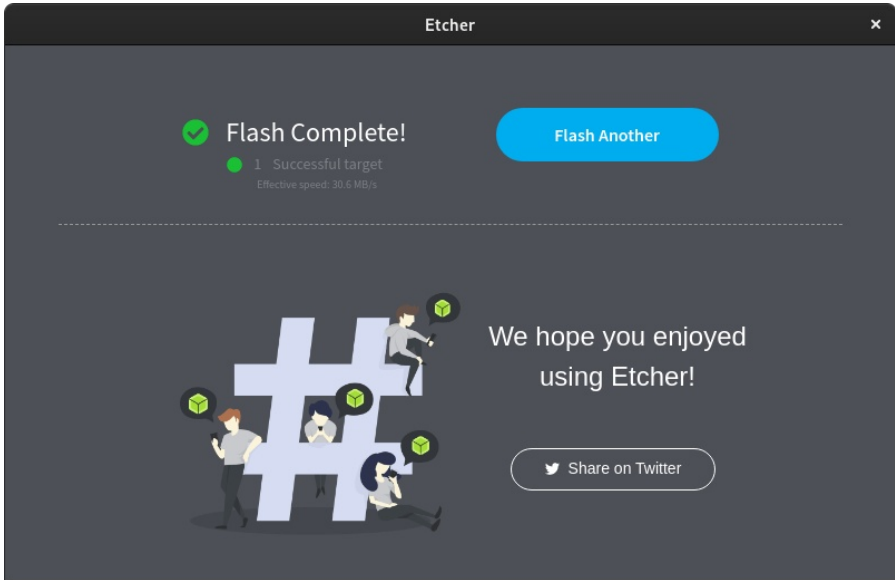 Etcher
×
Flash Complete!
Flash Another
1 Successful target
Effective speed: 30.6 MB/s
We hope you enjoyed
using Etcher!
Share on Twitter